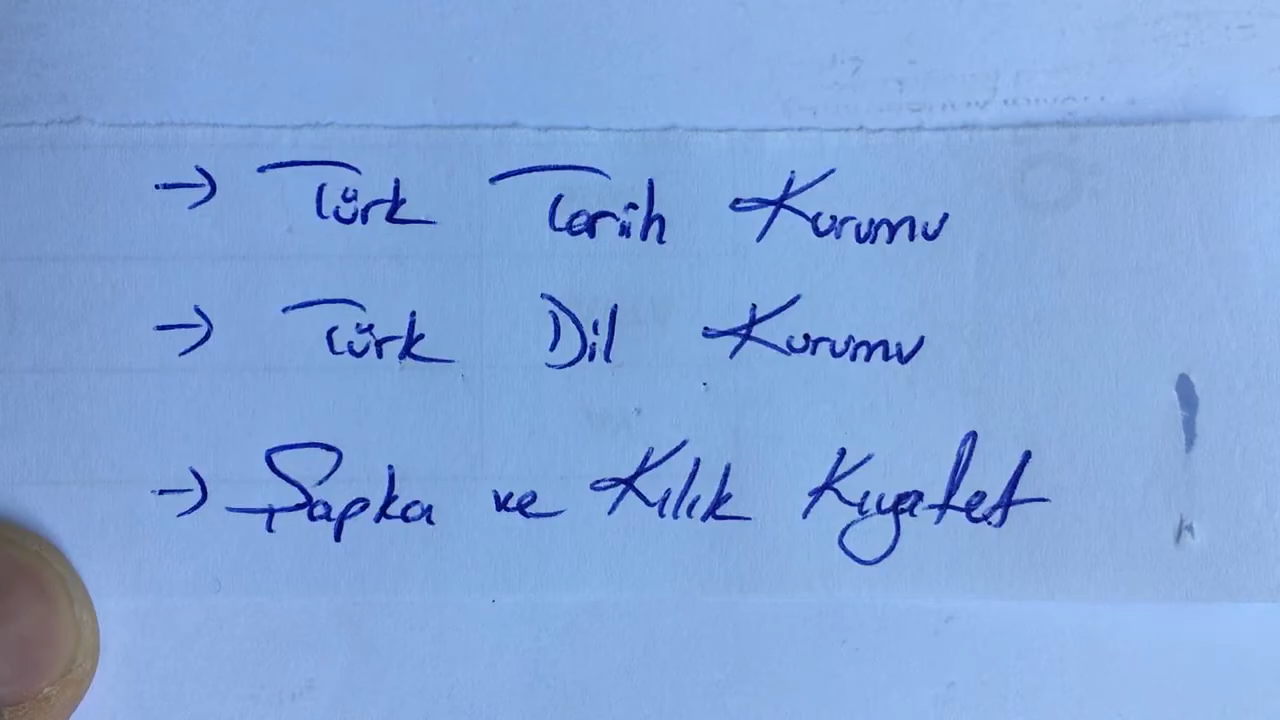 → Türk Tarih Kurumu
→ Türk Dil Kurumu
→ Şapka ve Kılık Kıyafet